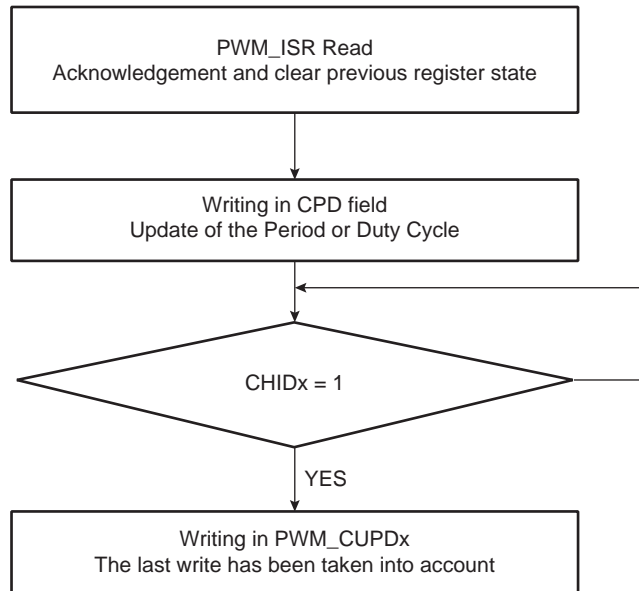 PWM_ISR Read
Acknowledgement and clear previous register state
Writing in CPD field
Update of the Period or Duty Cycle
CHIDx = 1
YES
Writing in PWM_CUPDx
The last write has been taken into account